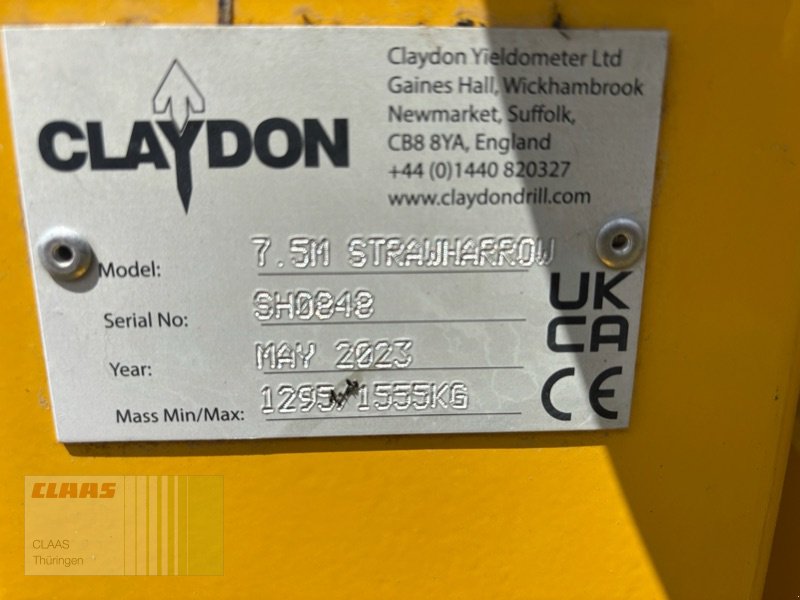 CLAYDON
Claydon Yieldometer Ltd
Gaines Hall, Wickhambrook
Newmarket, Suffolk,
CB8 8YA, England
+44 (0)1440 820327
www.claydondrill.com
Model: 7.5M STRAWHARROW
Serial No: SH0848
Year: MAY 2023
Mass Min/Max: 1295/1555KG
UK
CA
CE
CLAAS
CLAAS
Thüringen